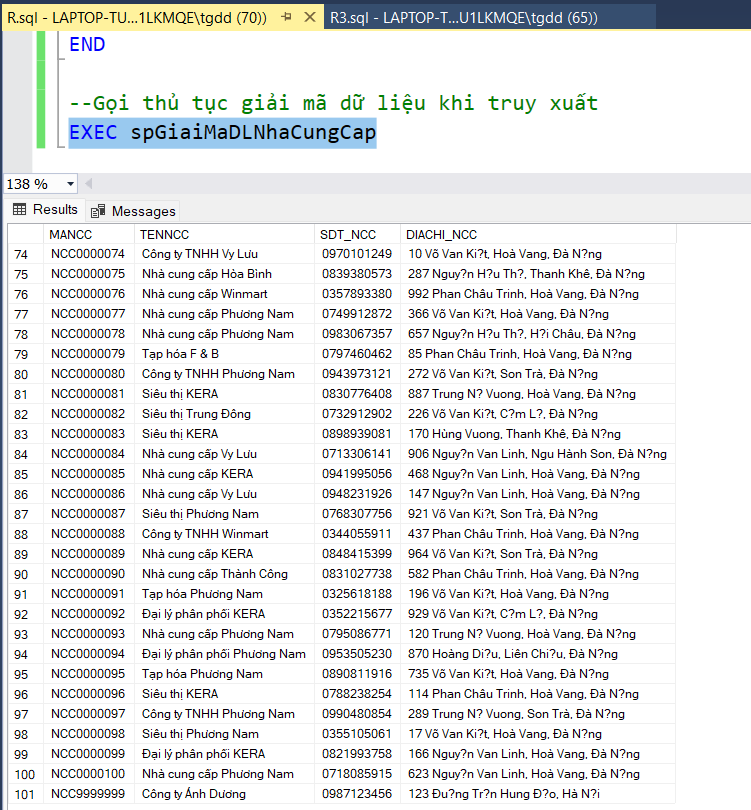 R.sql - LAPTOP-TU...1LKMQE\tgdd (70)) R3.sql - LAPTOP-T...U1LKMQE\tgdd (65))
END
--Gọi thủ tục giải mã dữ liệu khi truy xuất
EXEC spGiaiMaDLNhaCungCap
138 %
Results Messages
MANCC TENNCC SDT_NCC DIACHI_NCC
74 NCC0000074 Công ty TNHH Vy Lưu 0970101249 10 Võ Van Ki?t, Hoà Vang, Đà N?ng
75 NCC0000075 Nhà cung cấp Hòa Bình 0839380573 287 Nguy?n H?u Th?, Thanh Khê, Đà N?ng
76 NCC0000076 Nhà cung cấp Winmart 0357893380 992 Phan Châu Trinh, Hoà Vang, Đà N?ng
77 NCC0000077 Nhà cung cấp Phương Nam 0749912872 366 Võ Van Ki?t, Hoà Vang, Đà N?ng
78 NCC0000078 Nhà cung cấp Phương Nam 0983067357 657 Nguy?n H?u Th?, H?i Châu, Đà N?ng
79 NCC0000079 Tạp hóa F & B 0797460462 85 Phan Châu Trinh, Hoà Vang, Đà N?ng
80 NCC0000080 Công ty TNHH Phương Nam 0943973121 272 Võ Van Ki?t, Sơn Trà, Đà N?ng
81 NCC0000081 Siêu thị KERA 0830776408 887 Trung N? Vuong, Hoà Vang, Đà N?ng
82 NCC0000082 Siêu thị Trung Đông 0732912902 226 Võ Van Ki?t, C?m L?, Đà N?ng
83 NCC0000083 Siêu thị KERA 0898939081 170 Hùng Vuong, Thanh Khê, Đà N?ng
84 NCC0000084 Nhà cung cấp Vy Lưu 0713306141 906 Nguy?n Van Linh, Ngu Hành Son, Đà N?ng
85 NCC0000085 Nhà cung cấp KERA 0941995056 468 Nguy?n Van Linh, Hoà Vang, Đà N?ng
86 NCC0000086 Nhà cung cấp Vy Lưu 0948231926 147 Nguy?n Van Linh, Hoà Vang, Đà N?ng
87 NCC0000087 Siêu thị Phương Nam 0768307756 921 Võ Van Ki?t, Son Trà, Đà N?ng
88 NCC0000088 Công ty TNHH Winmart 0344055911 437 Phan Châu Trinh, Hoà Vang, Đà N?ng
89 NCC0000089 Nhà cung cấp KERA 0848415399 964 Võ Van Ki?t, Son Trà, Đà N?ng
90 NCC0000090 Nhà cung cấp Thành Công 0831027738 582 Phan Châu Trinh, Hoà Vang, Đà N?ng
91 NCC0000091 Tạp hóa Phương Nam 0325618188 196 Võ Van Ki?t, Hoà Vang, Đà N?ng
92 NCC0000092 Đại lý phân phối KERA 0352215677 929 Võ Van Ki?t, C?m L?, Đà N?ng
93 NCC0000093 Nhà cung cấp Phương Nam 0795086771 120 Trung N? Vuong, Hoà Vang, Đà N?ng
94 NCC0000094 Đại lý phân phối Phương Nam 0953505230 870 Hoàng Di?u, Liên Chi?u, Đà N?ng
95 NCC0000095 Tạp hóa Phương Nam 0890811916 735 Võ Van Ki?t, Hoà Vang, Đà N?ng
96 NCC0000096 Siêu thị KERA 0788238254 114 Phan Châu Trinh, Hoà Vang, Đà N?ng
97 NCC0000097 Công ty TNHH Phương Nam 0990480854 289 Trung N? Vuong, Son Trà, Đà N?ng
98 NCC0000098 Siêu thị Phương Nam 0355105061 17 Võ Van Ki?t, Hoà Vang, Đà N?ng
99 NCC0000099 Đại lý phân phối KERA 0821993758 166 Nguy?n Van Linh, Hoà Vang, Đà N?ng
100 NCC0000100 Nhà cung cấp Phương Nam 0718085915 623 Nguy?n Van Linh, Hoà Vang, Đà N?ng
101 NCC9999999 Công ty Ánh Dương 0987123456 123 Đu?ng Tr?n Hung Đ?o, Hà N?i